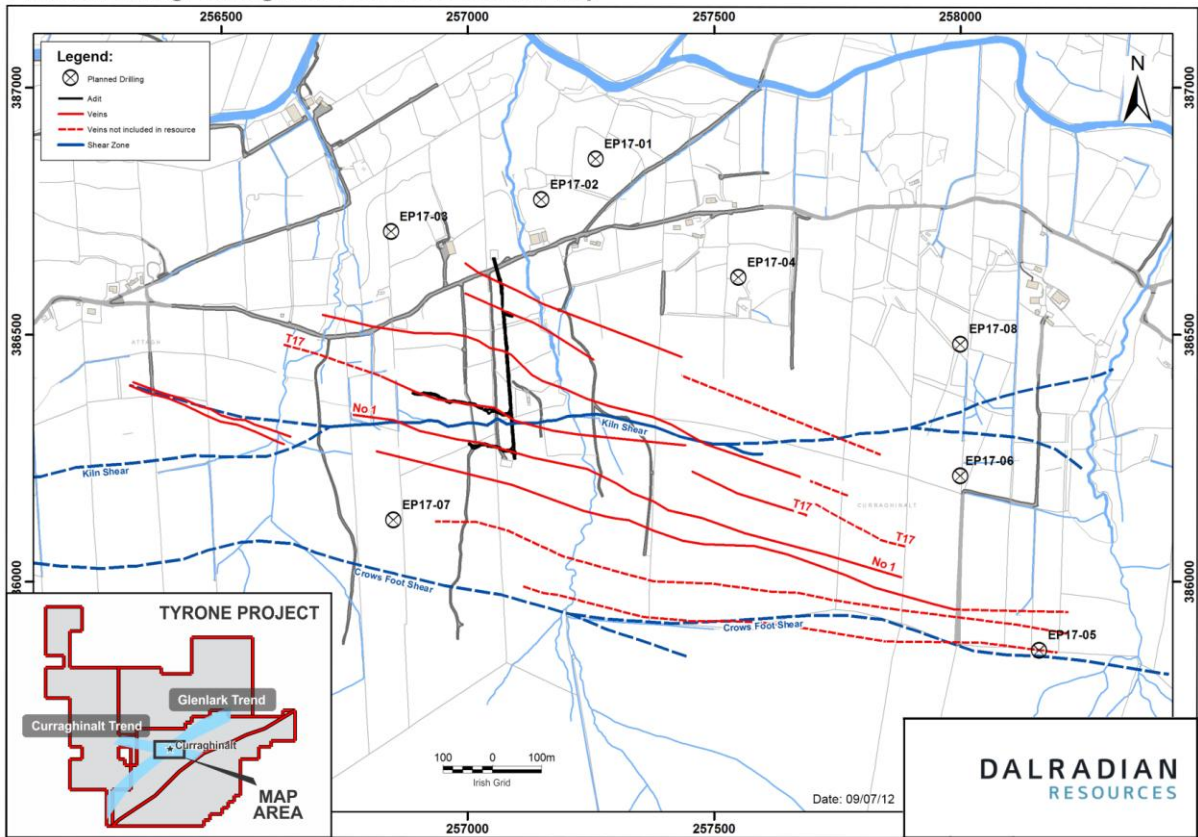 256500
257000
257500
258000
387000
387000
N
Legend:
Planned Drilling
Adit
Veins
Veins not included in resource
Shear Zone
EP17-01
EP17-02
EP17-03
EP17-04
386500
386500
EP17-08
ATTAGH
T17
No 1
Kiln Shear
Kiln Shear
EP17-06
T17
CURRAGHINALT
EP17-07
T17
No 1
386000
386000
Crows Foot Shear
Crows Foot Shear
EP17-05
TYRONE PROJECT
Glenlark Trend
Curraghinalt Trend
Curraghinalt
MAP
AREA
100 0 100m
Irish Grid
Date: 09/07/12
DALRADIAN
RESOURCES
257000
257500